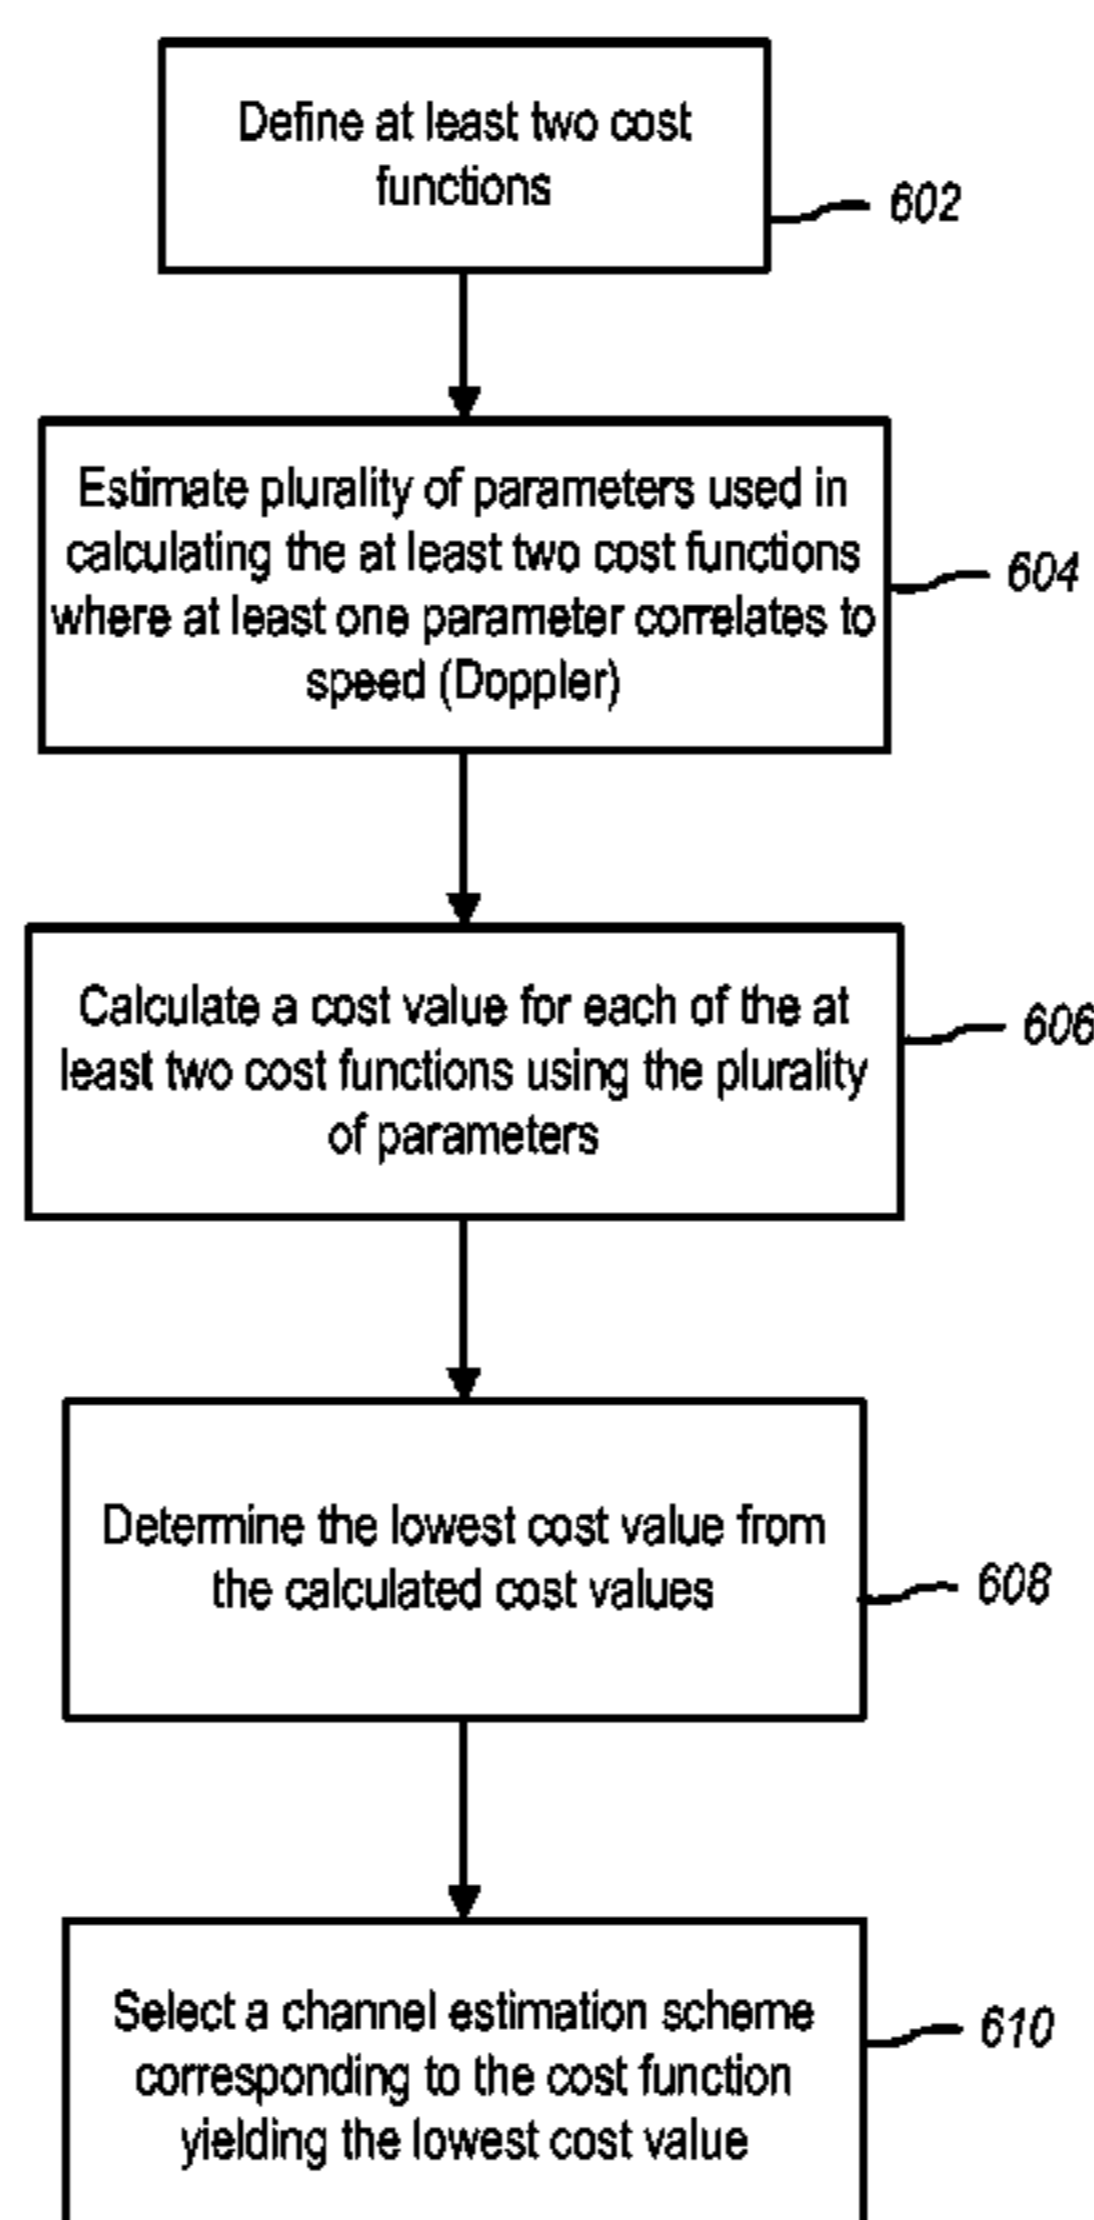 Define at least two cost
functions
602
Estimate plurality of parameters used in
calculating the at least two cost functions
where at least one parameter correlates to
speed (Doppler)
604
Calculate a cost value for each of the at
least two cost functions using the plurality
of parameters
606
Determine the lowest cost value from
the calculated cost values
608
Select a channel estimation scheme
corresponding to the cost function
yielding the lowest cost value
610